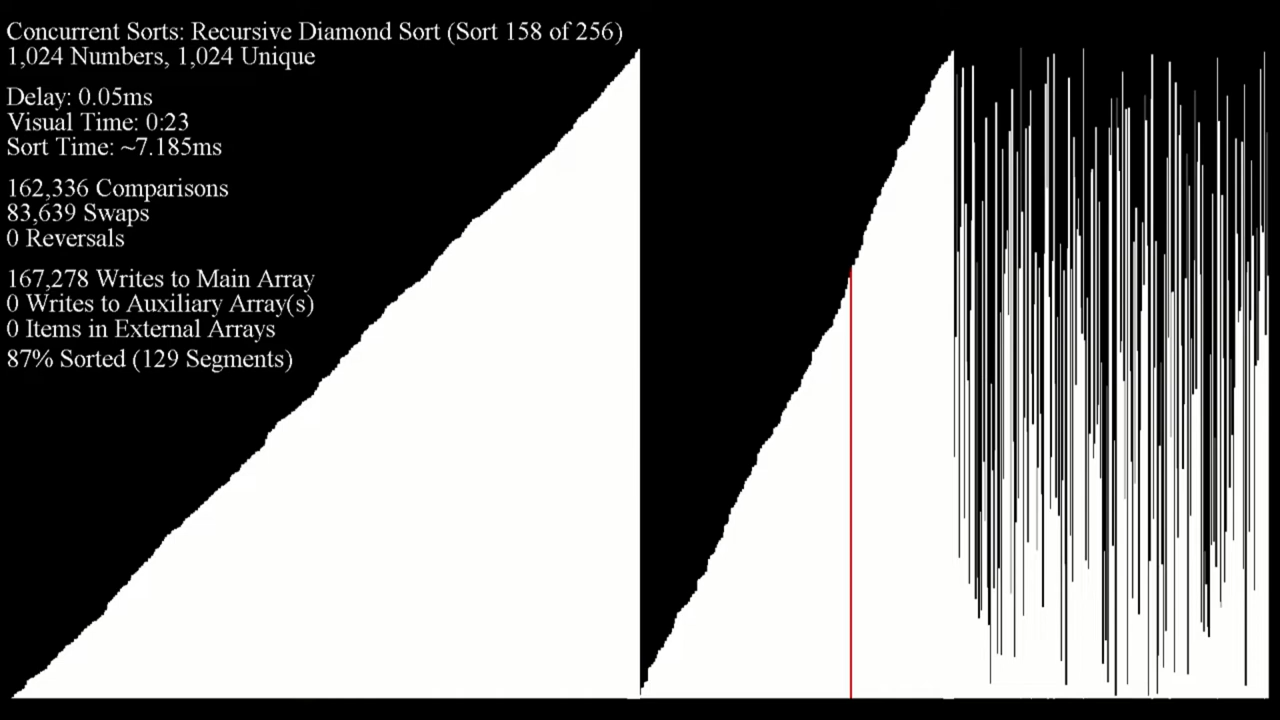 Concurrent Sorts: Recursive Diamond Sort (Sort 158 of 256)
1,024 Numbers, 1,024 Unique
Delay: 0.05ms
Visual Time: 0:23
Sort Time: ~7.185ms
162,336 Comparisons
83,639 Swaps
0 Reversals
167,278 Writes to Main Array
0 Writes to Auxiliary Array(s)
0 Items in External Arrays
87% Sorted (129 Segments)